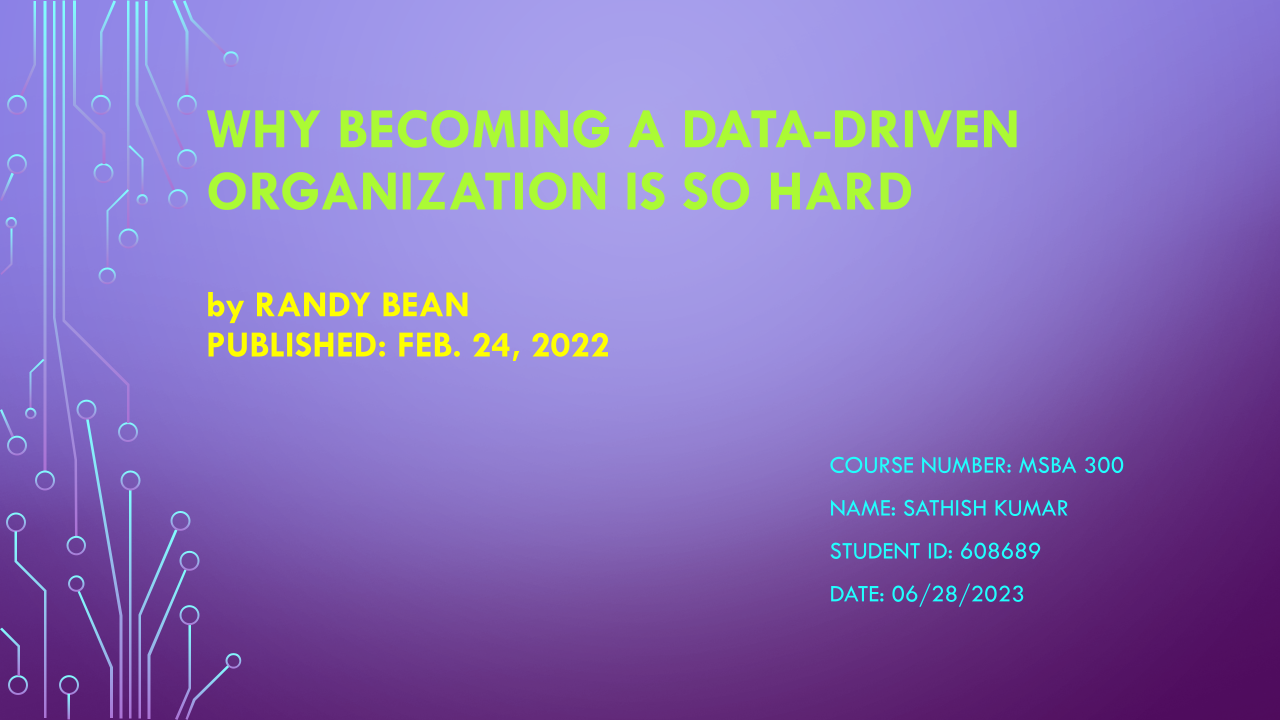 WHY BECOMING A DATA-DRIVEN
ORGANIZATION IS SO HARD
by RANDY BEAN
PUBLISHED: FEB. 24, 2022
COURSE NUMBER: MSBA 300
NAME: SATHISH KUMAR
STUDENT ID: 608689
DATE: 06/28/2023